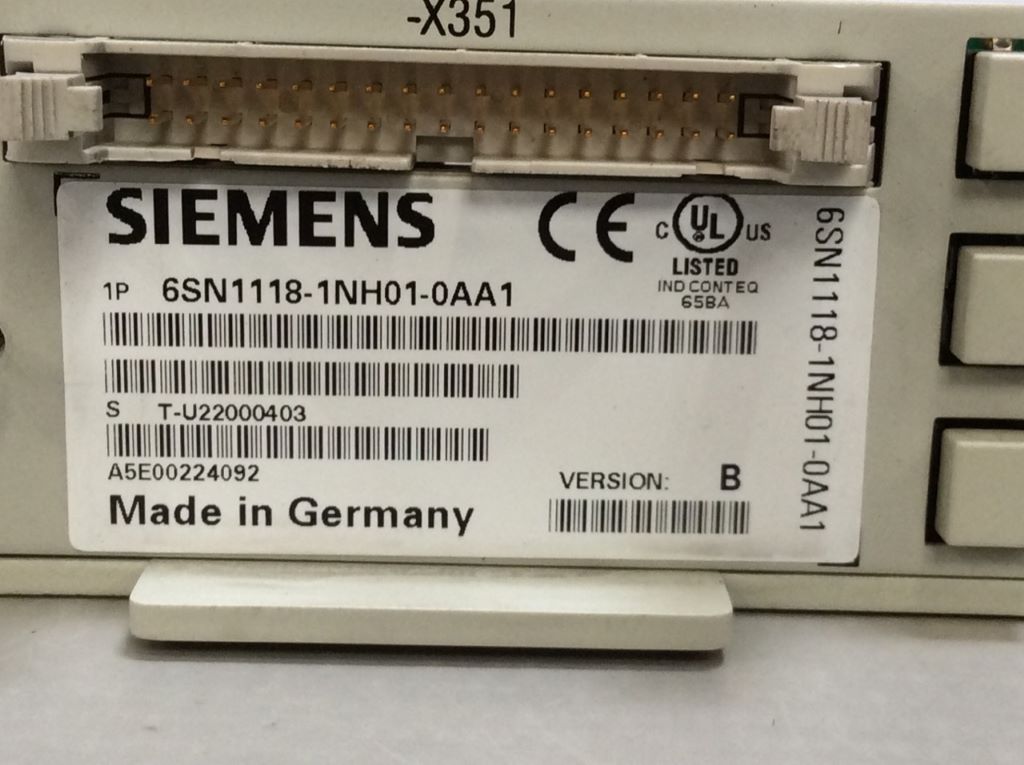 -X351
SIEMENS
CE
C UL US
LISTED
IND CONT EQ
65BA
1P 6SN1118-1NH01-0AA1
S T-U22000403
A5E00224092
VERSION: B
Made in Germany
6SN1118-1NH01-0AA1